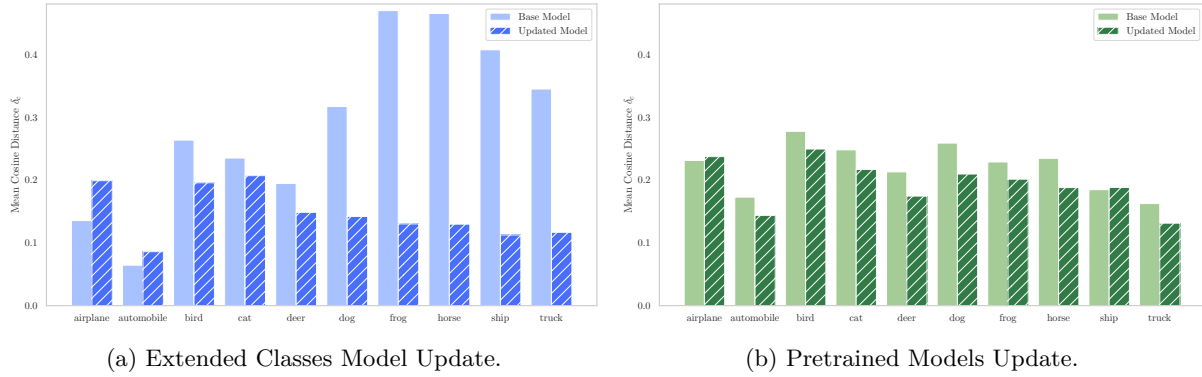 Base Model
Updated Model
Mean Cosine Distance δc
0.4
0.3
0.2
0.1
0.0
airplane automobile bird cat deer dog frog horse ship truck
(a) Extended Classes Model Update.
Base Model
Updated Model
Mean Cosine Distance δc
0.4
0.3
0.2
0.1
0.0
airplane automobile bird cat deer dog frog horse ship truck
(b) Pretrained Models Update.